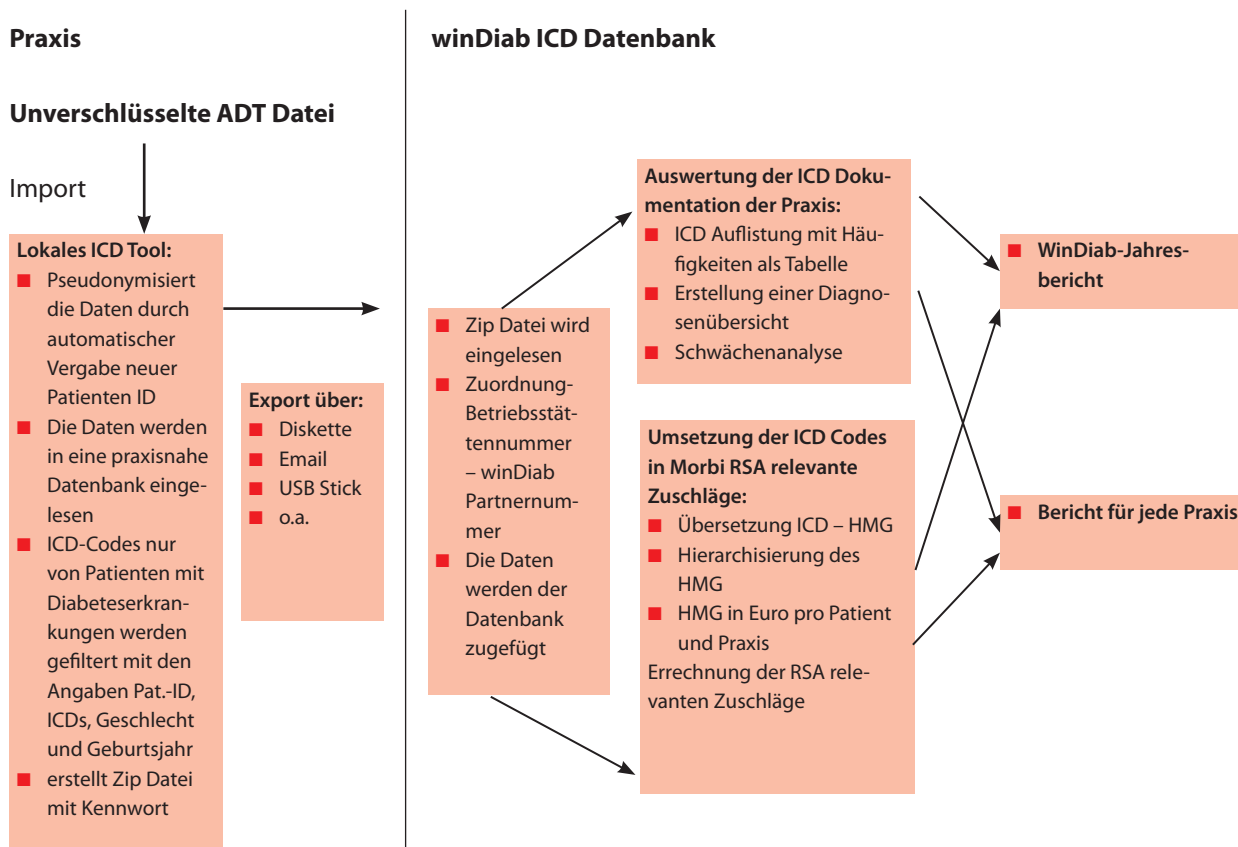 Praxis
Unverschlüsselte ADT Datei
Import
Lokales ICD Tool:
■ Pseudonymisiert
die Daten durch
automatischer
Vergabe neuer
Patienten ID
■ Die Daten werden
in eine praxisnahe
Datenbank einge-
lesen
■ ICD-Codes nur
von Patienten mit
Diabeteserkran-
kungen werden
gefiltert mit den
Angaben Pat.-ID,
ICDs, Geschlecht
und Geburtsjahr
■ erstellt Zip Datei
mit Kennwort
Export über:
■ Diskette
■ Email
■ USB Stick
■ o.a.
winDiab ICD Datenbank
■ Zip Datei wird
eingelesen
■ Zuordnung-
Betriebsstät-
tennummer
– winDiab
Partnernum-
mer
■ Die Daten
werden der
Datenbank
zugefügt
Auswertung der ICD Doku-
mentation der Praxis:
■ ICD Auflistung mit Häu-
figkeiten als Tabelle
■ Erstellung einer Diagno-
senübersicht
■ Schwächenanalyse
Umsetzung der ICD Codes
in Morbi RSA relevante
Zuschläge:
■ Übersetzung ICD – HMG
■ Hierarchisierung des
HMG
■ HMG in Euro pro Patient
und Praxis
Errechnung der RSA rele-
vanten Zuschläge
■ WinDiab-Jahres-
bericht
■ Bericht für jede Praxis